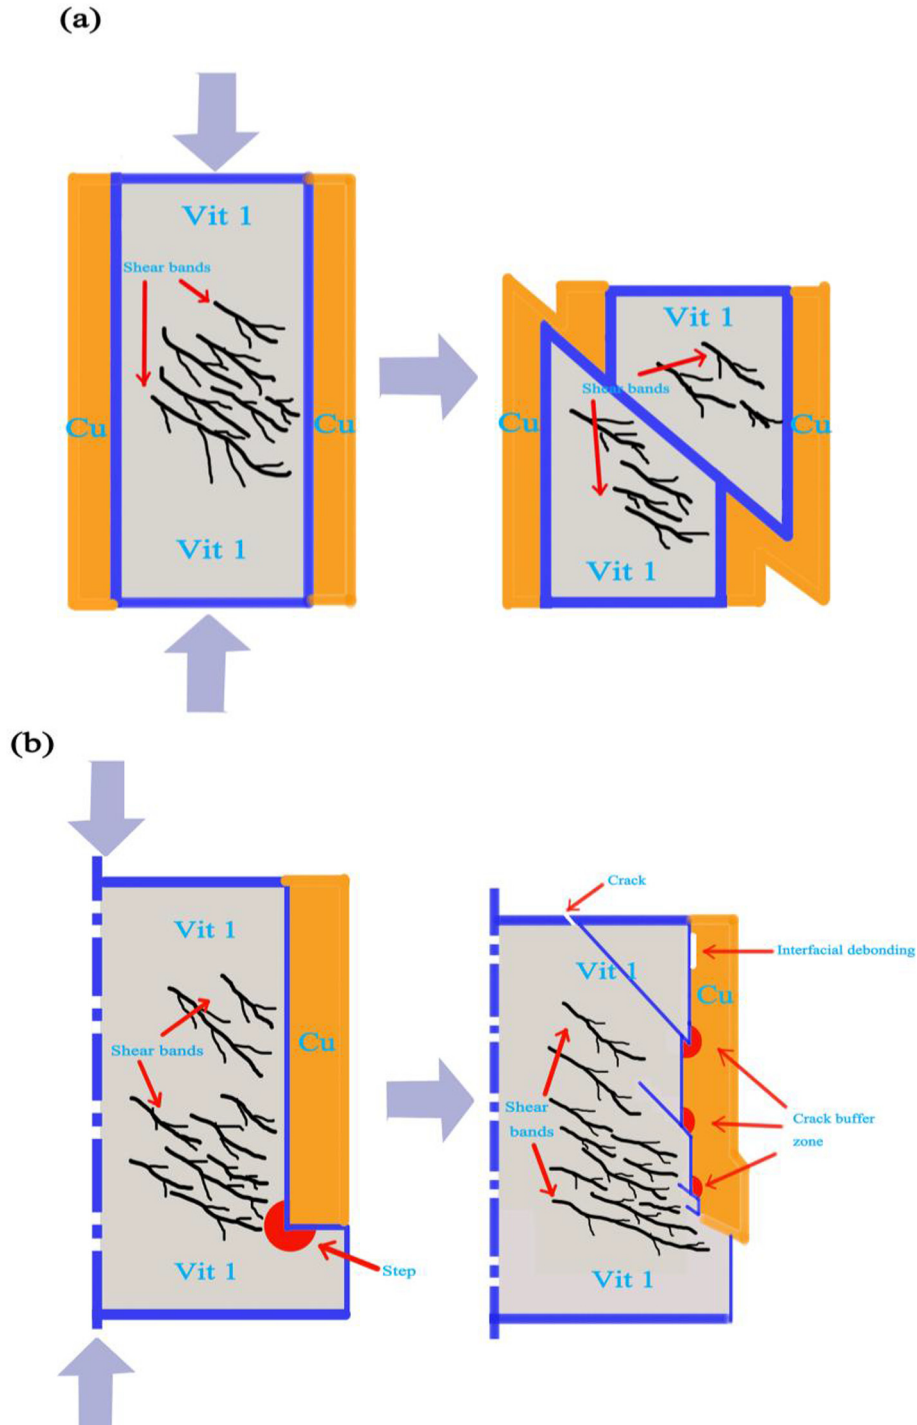 (a)
Vit 1
Shear bands
Cu
Cu
Vit 1
Vit 1
Shear bands
Cu
Cu
Vit 1
(b)
Vit 1
Shear bands
Cu
Vit 1
Step
Crack
Interfacial debonding
Vit 1
Cu
Shear
bands
Crack buffer
zone
Vit 1